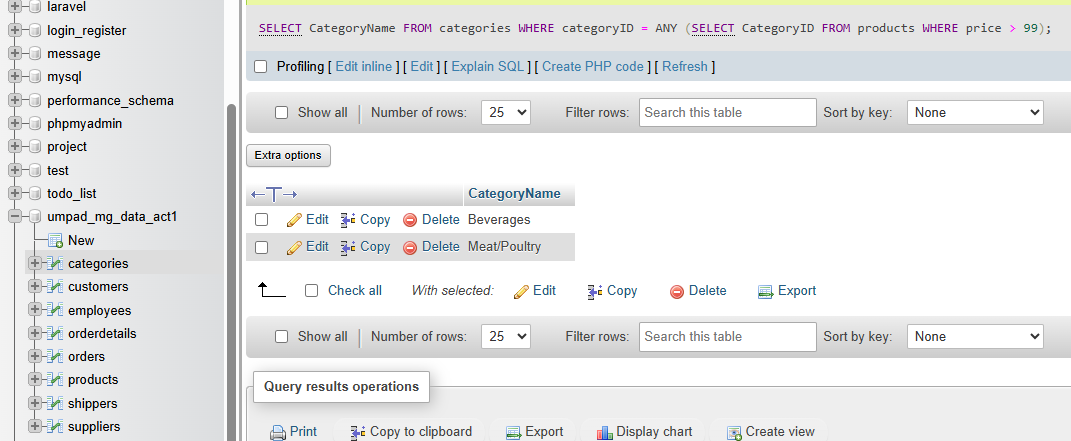 laravel
login_register
message
mysql
performance_schema
phpmyadmin
project
test
todo_list
umpad_mg_data_act1
New
categories
customers
employees
orderdetails
orders
products
shippers
suppliers
SELECT CategoryName FROM categories WHERE categoryID = ANY (SELECT CategoryID FROM products WHERE price > 99);
Profiling [ Edit inline ] [ Edit ] [ Explain SQL ] [ Create PHP code ] [ Refresh ]
Show all Number of rows: 25 Filter rows: Search this table Sort by key: None
Extra options
←T→ CategoryName
Edit Copy Delete Beverages
Edit Copy Delete Meat/Poultry
Check all With selected: Edit Copy Delete Export
Show all Number of rows: 25 Filter rows: Search this table Sort by key: None
Query results operations
Print Copy to clipboard Export Display chart Create view